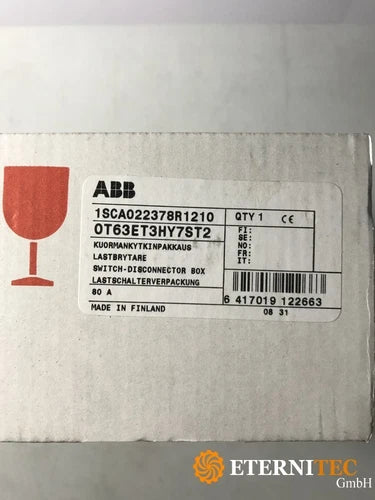 ABB
1SCA022378R1210
OT63ET3HY7ST2
KUORMANKYTKINPAKKAUS
LASTBRYTARE
SWITCH-DISCONNECTOR BOX
LASTSCHALTERVERPACKUNG
80 A
MADE IN FINLAND
QTY 1 CE
FI:
SE:
NO:
FR:
IT:
6 417019 122663
08 31
ETERNITEC
GmbH